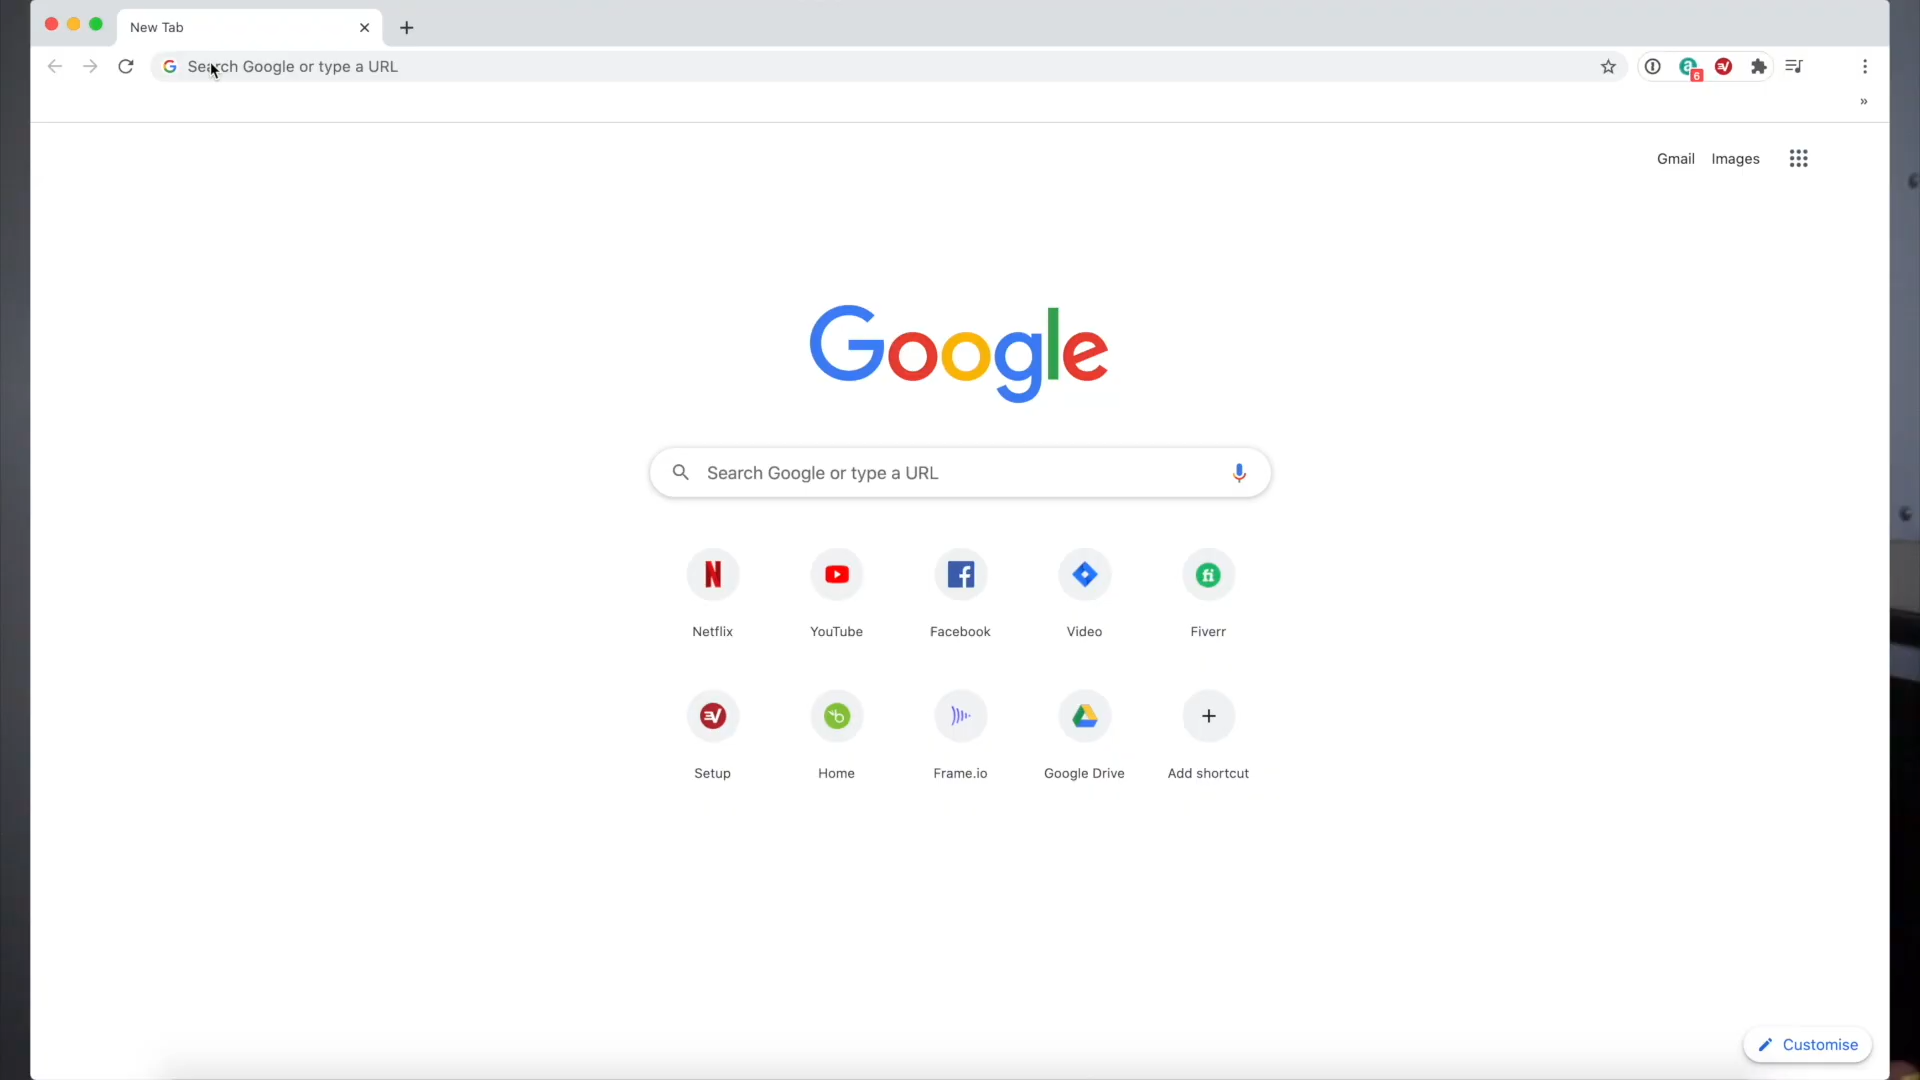 New Tab
Search Google or type a URL
6
»
Gmail Images
Google
Search Google or type a URL
Netflix YouTube Facebook Video Fiverr
Setup Home Frame.io Google Drive Add shortcut
Customise